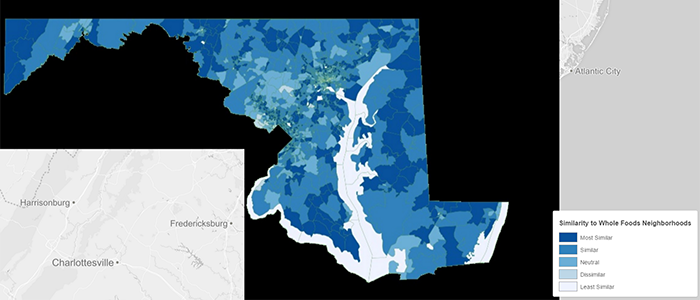 Atlantic City
Harrisonburg
Fredericksburg
Charlottesville
Similarity to Whole Foods Neighborhoods
Most Similar
Similar
Neutral
Dissimilar
Least Similar